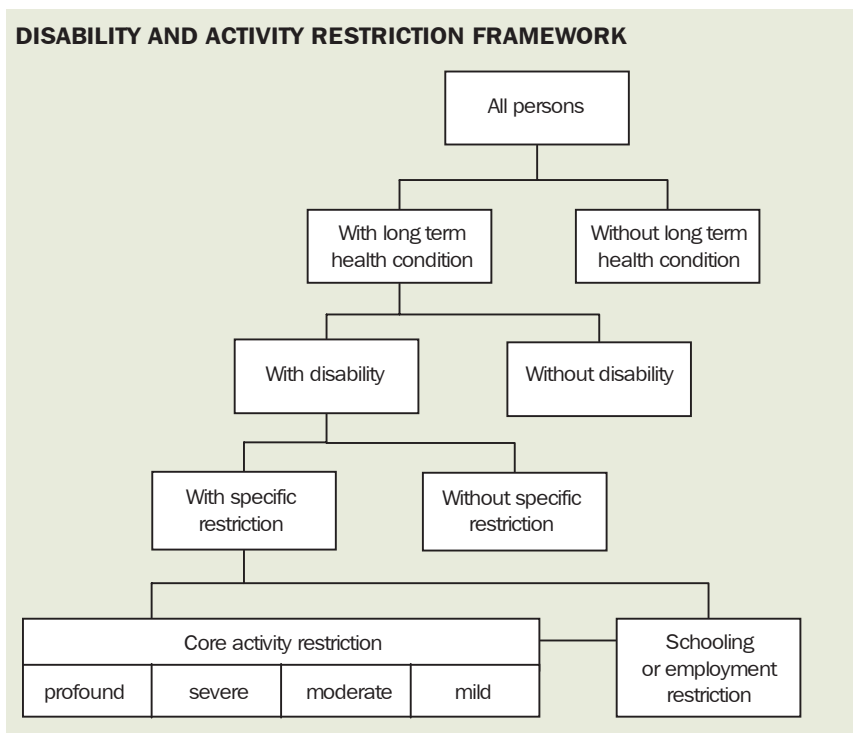 DISABILITY AND ACTIVITY RESTRICTION FRAMEWORK
All persons
With long term
health condition
Without long term
health condition
With disability
Without disability
With specific
restriction
Without specific
restriction
Core activity restriction
profound
severe
moderate
mild
Schooling
or employment
restriction